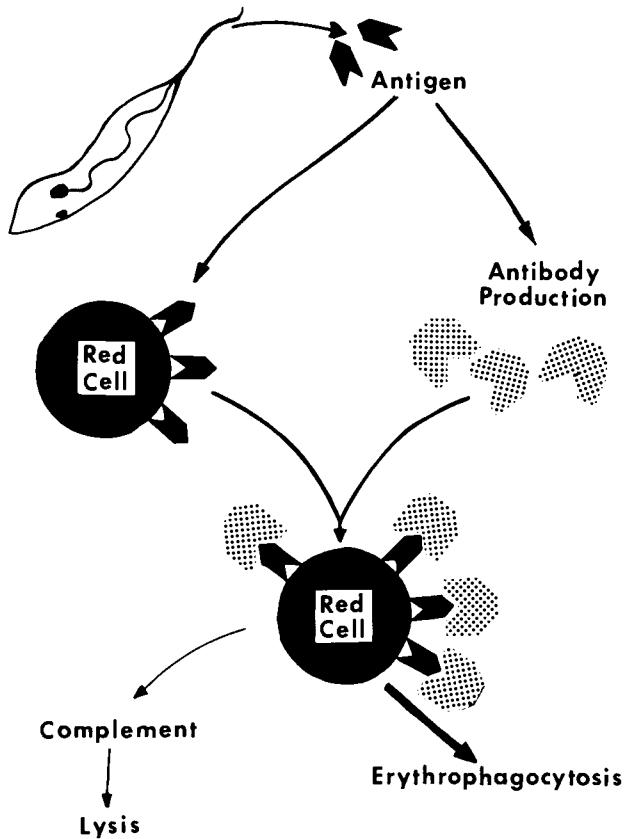 Antigen
Antibody
Production
Red
Cell
Red
Cell
Complement
Erythrophagocytosis
Lysis